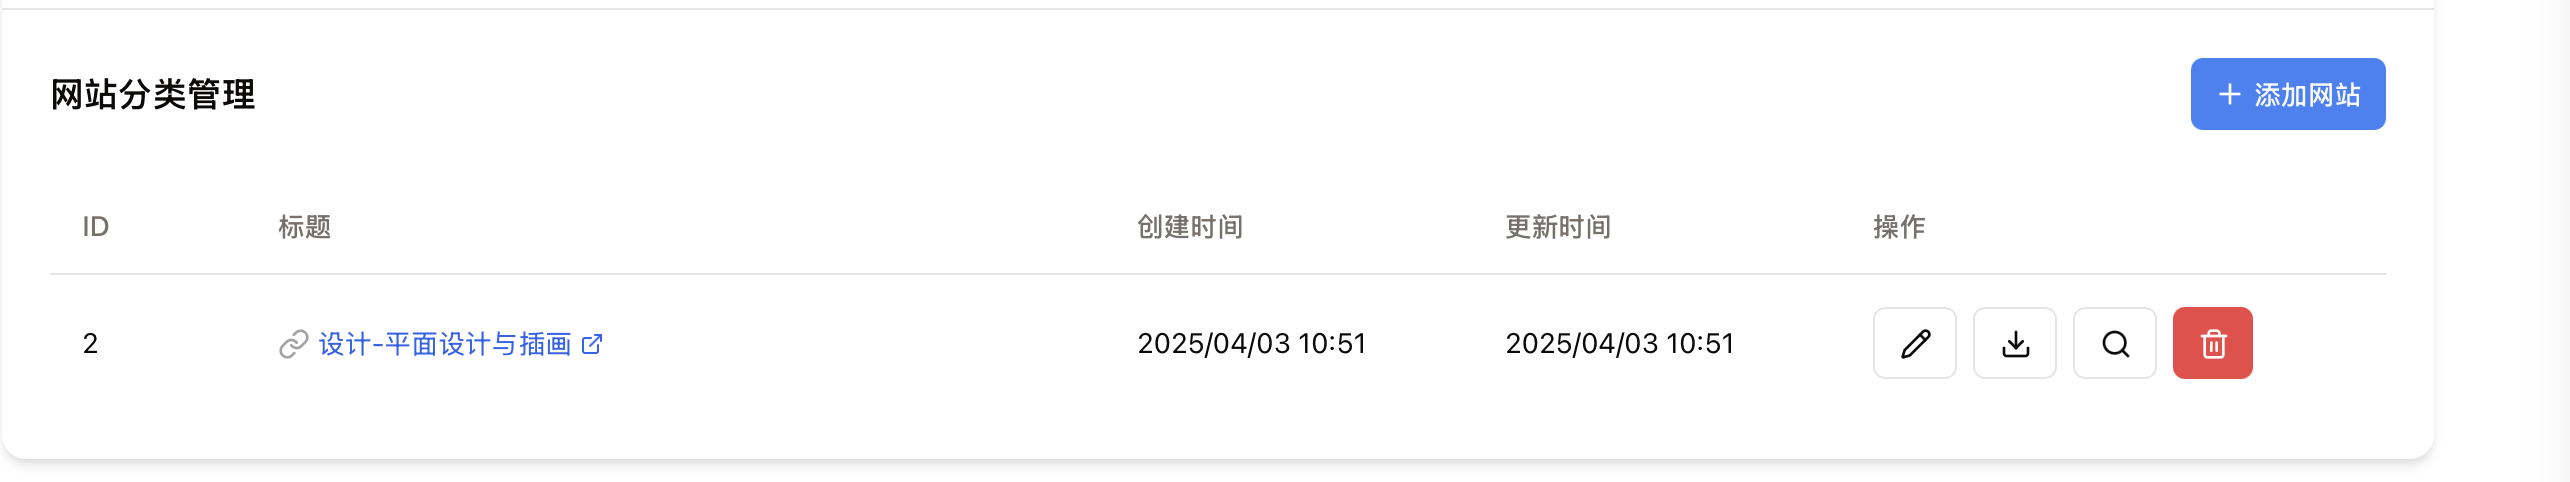 网站分类管理
添加网站
ID 标题 创建时间 更新时间 操作
2 设计-平面设计与插画 2025/04/03 10:51 2025/04/03 10:51